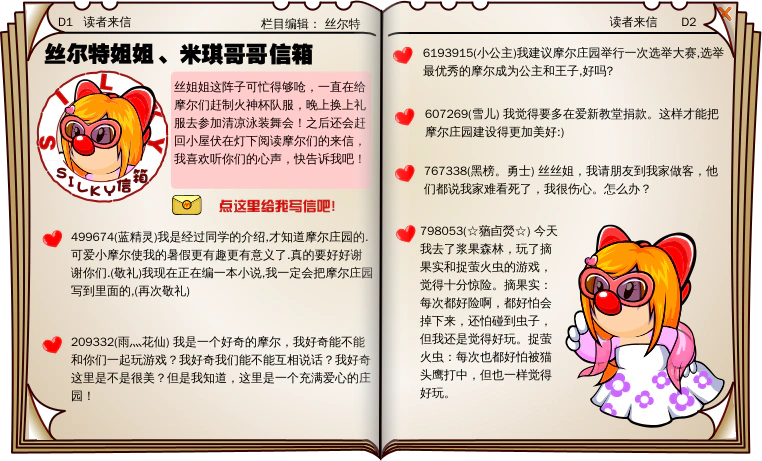 D1 读者来信
栏目编辑： 丝尔特
丝尔特姐姐、米琪哥哥信箱
SILKY
SILKY信箱
丝姐姐这阵子可忙得够呛，一直在给
摩尔们赶制火神杯队服，晚上换上礼
服去参加清凉泳装舞会！之后还会赶
回小屋伏在灯下阅读摩尔们的来信，
我喜欢听你们的心声，快告诉我吧！
点这里给我写信吧!
499674(蓝精灵)我是经过同学的介绍,才知道摩尔庄园的.
可爱小摩尔使我的暑假更有趣更有意义了.真的要好好谢
谢你们.(敬礼)我现在正在编一本小说,我一定会把摩尔庄园
写到里面的,(再次敬礼)
209332(雨灬花仙) 我是一个好奇的摩尔，我好奇能不能
和你们一起玩游戏？我好奇我们能不能互相说话？我好奇
这里是不是很美？但是我知道，这里是一个充满爱心的庄
园！
读者来信 D2
6193915(小公主)我建议摩尔庄园举行一次选举大赛,选举
最优秀的摩尔成为公主和王子,好吗?
607269(雪儿) 我觉得要多在爱新教堂捐款。这样才能把
摩尔庄园建设得更加美好:)
767338(黑榜。勇士) 丝丝姐，我请朋友到我家做客，他
们都说我家难看死了，我很伤心。怎么办？
798053(☆猶卤熒☆) 今天
我去了浆果森林，玩了摘
果实和捉萤火虫的游戏，
觉得十分惊险。摘果实：
每次都好险啊，都好怕会
掉下来，还怕碰到虫子，
但我还是觉得好玩。捉萤
火虫：每次也都好怕被猫
头鹰打中，但也一样觉得
好玩。